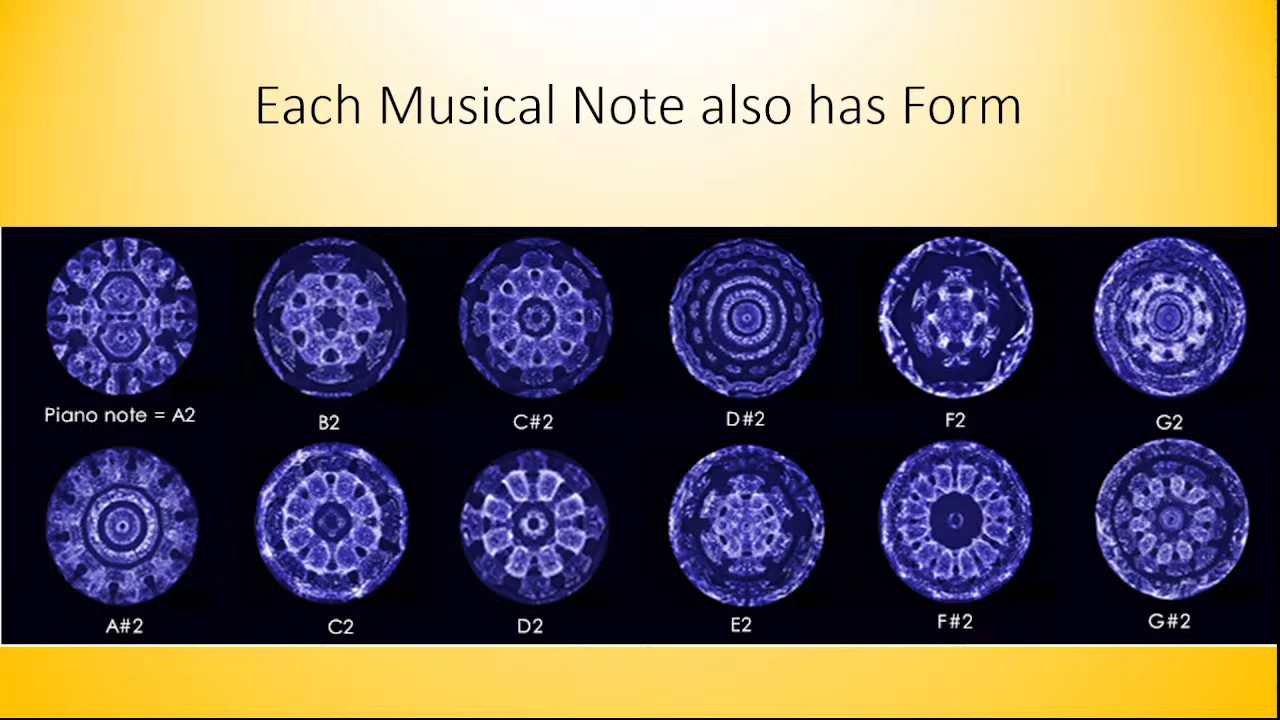 Each Musical Note also has Form
Piano note = A2
B2
C#2
D#2
F2
G2
A#2
C2
D2
E2
F#2
G#2